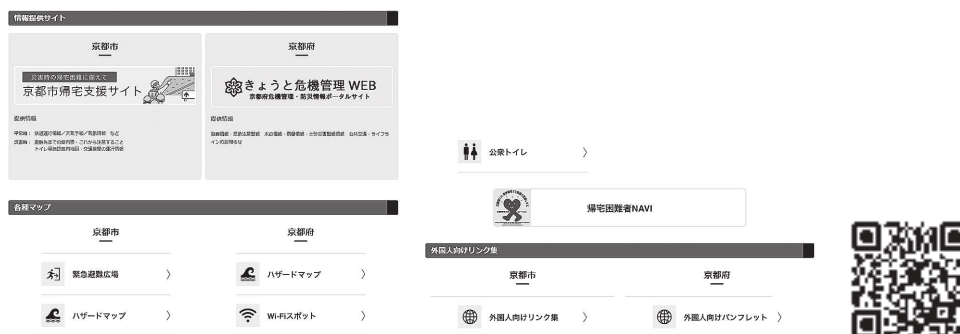 情報提供サイト
京都市
災害時の帰宅困難に備えて
京都市帰宅支援サイト
提供情報
京都府
きょうと危機管理 WEB
京都府危機管理・防災情報ポータルサイト
提供情報
各種マップ
京都市
緊急避難広場
ハザードマップ
京都府
ハザードマップ
Wi-Fiスポット
公衆トイレ
帰宅困難者NAVI
外国人向けリンク集
京都市
外国人向けリンク集
京都府
外国人向けパンフレット